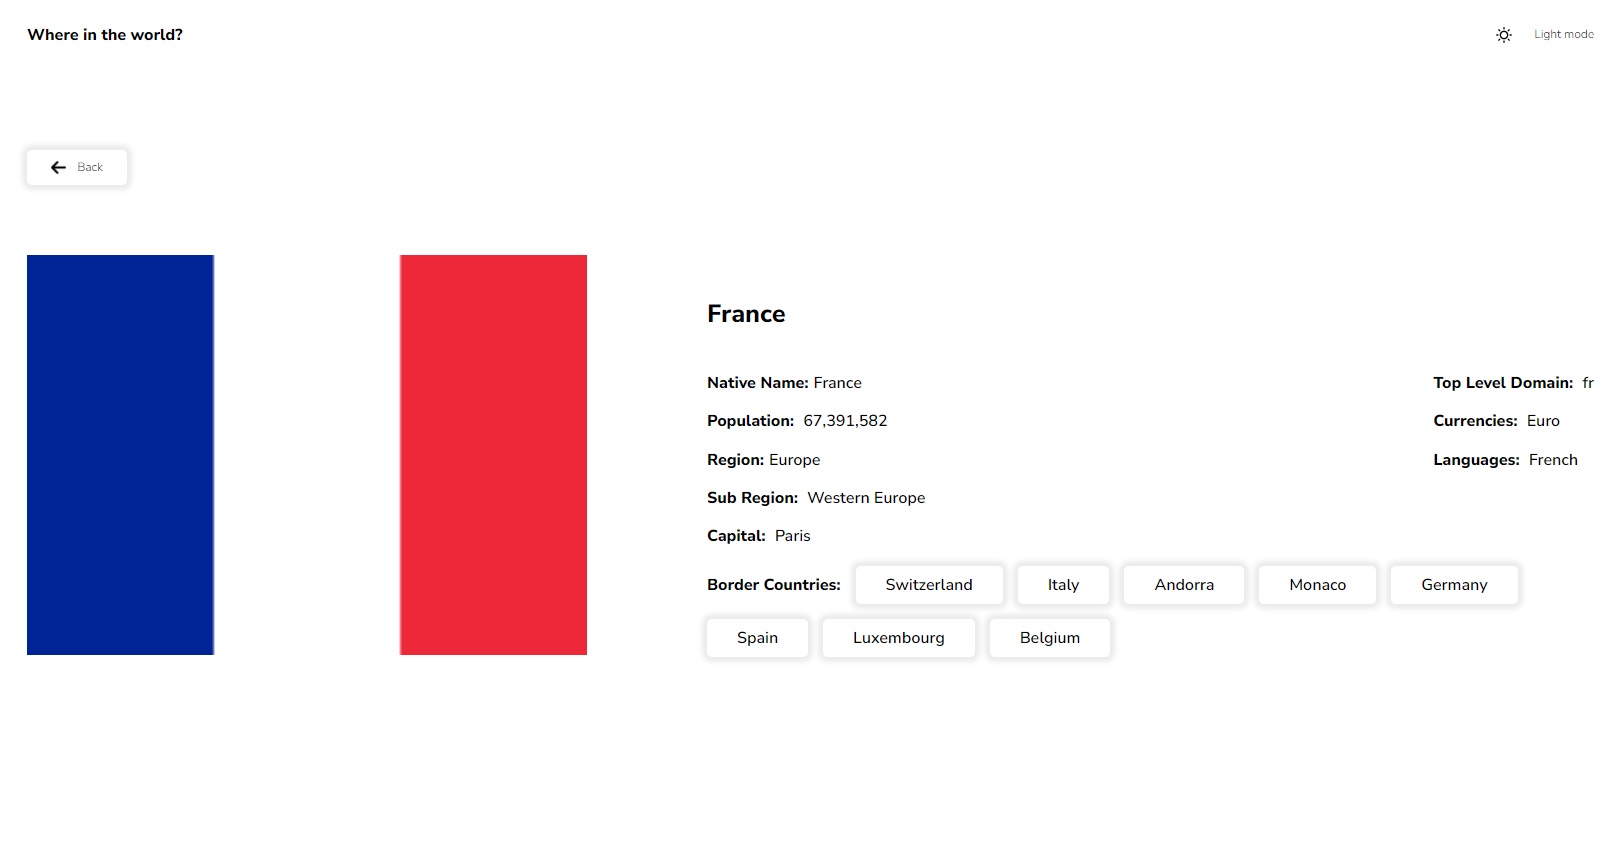 Where in the world?
Light mode
Back
France
Native Name: France
Population: 67,391,582
Region: Europe
Sub Region: Western Europe
Capital: Paris
Top Level Domain: fr
Currencies: Euro
Languages: French
Border Countries: Switzerland Italy Andorra Monaco Germany
Spain Luxembourg Belgium